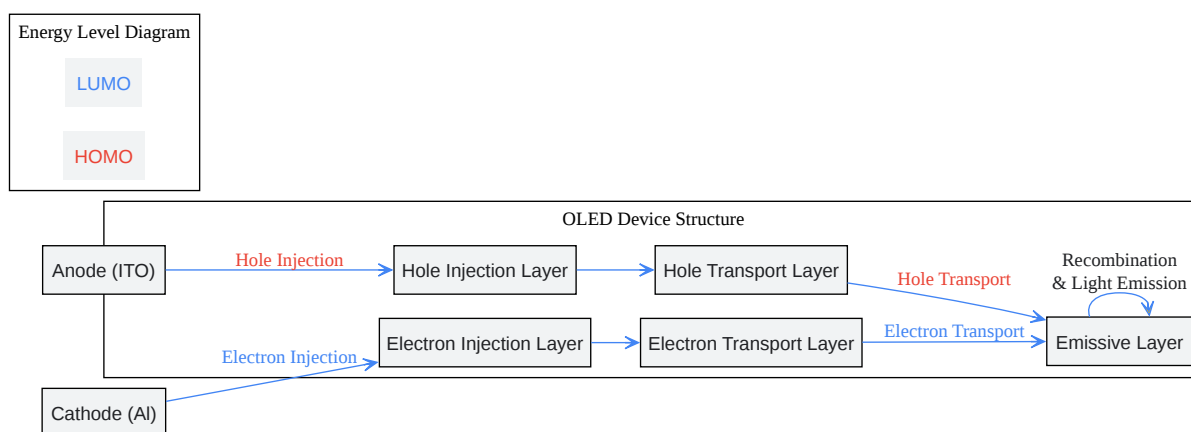 Energy Level Diagram
LUMO
HOMO
OLED Device Structure
Anode (ITO)
Hole Injection
Hole Injection Layer
Hole Transport Layer
Hole Transport
Recombination
& Light Emission
Electron Injection
Electron Injection Layer
Electron Transport Layer
Electron Transport
Emissive Layer
Cathode (Al)